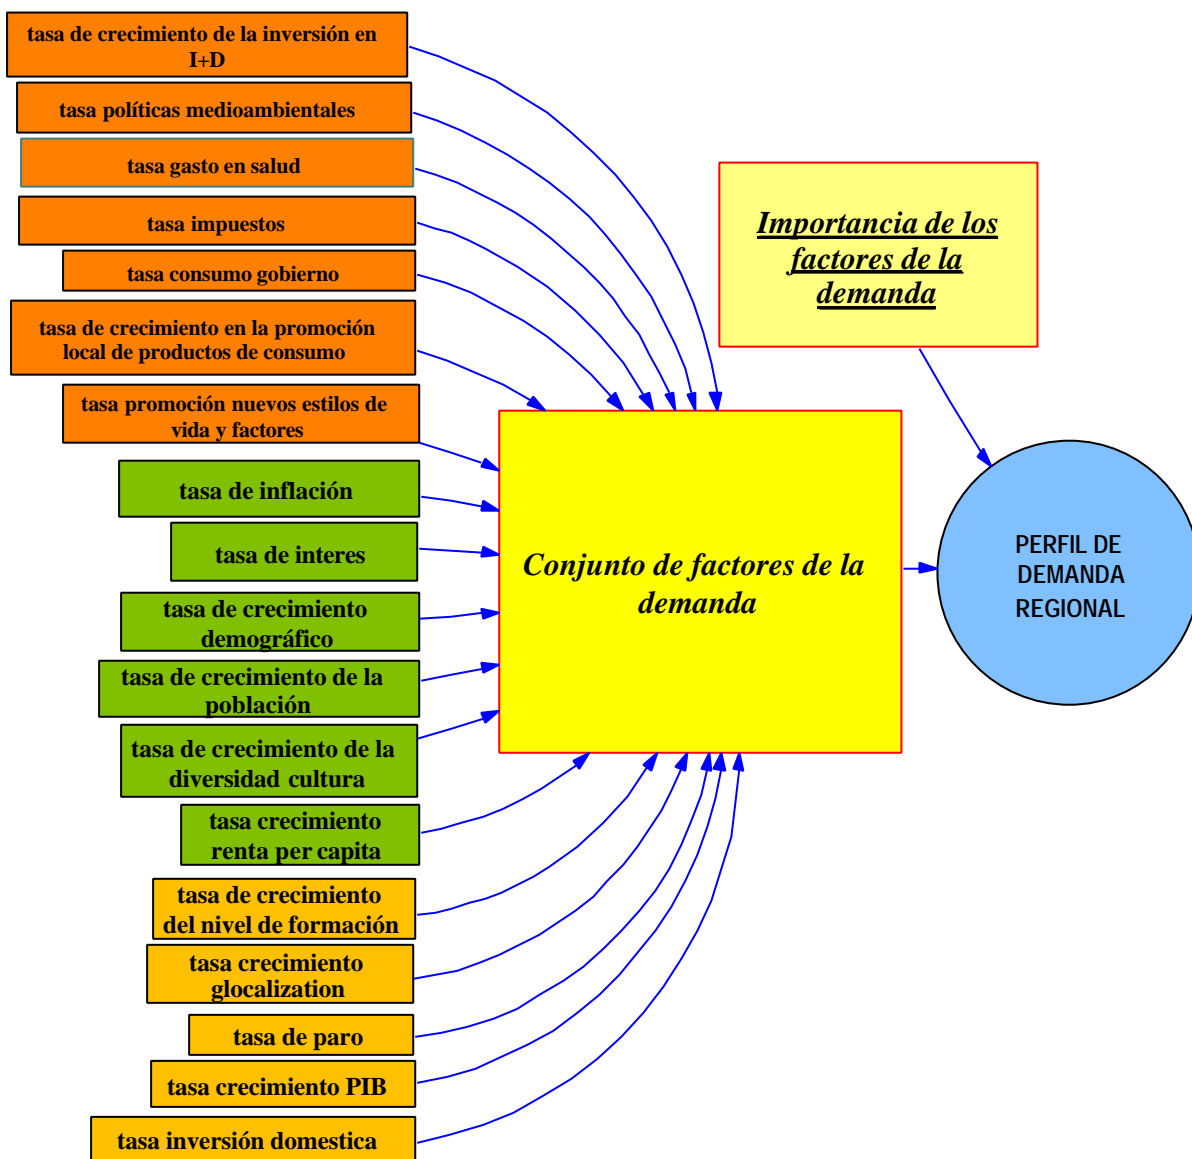 tasa de crecimiento de la inversión en
I+D
tasa políticas medioambientales
tasa gasto en salud
tasa impuestos
tasa consumo gobierno
tasa de crecimiento en la promoción
local de productos de consumo
tasa promoción nuevos estilos de
vida y factores
tasa de inflación
tasa de interes
tasa de crecimiento
demográfico
tasa de crecimiento de la
población
tasa de crecimiento de la
diversidad cultura
tasa crecimiento
renta per capita
tasa de crecimiento
del nivel de formación
tasa crecimiento
glocalization
tasa de paro
tasa crecimiento PIB
tasa inversión domestica
Conjunto de factores de la
demanda
Importancia de los
factores de la
demanda
PERFIL DE
DEMANDA
REGIONAL